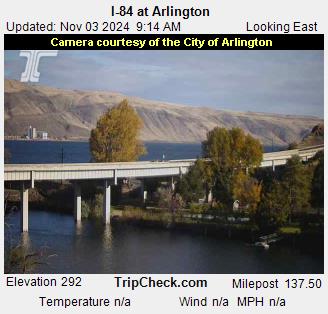 I-84 at Arlington
Updated: Nov 03 2024 9:14 AM Looking East
Camera courtesy of the City of Arlington
Elevation 292 TripCheck.com Milepost 137.50
Temperature n/a Wind n/a MPH n/a